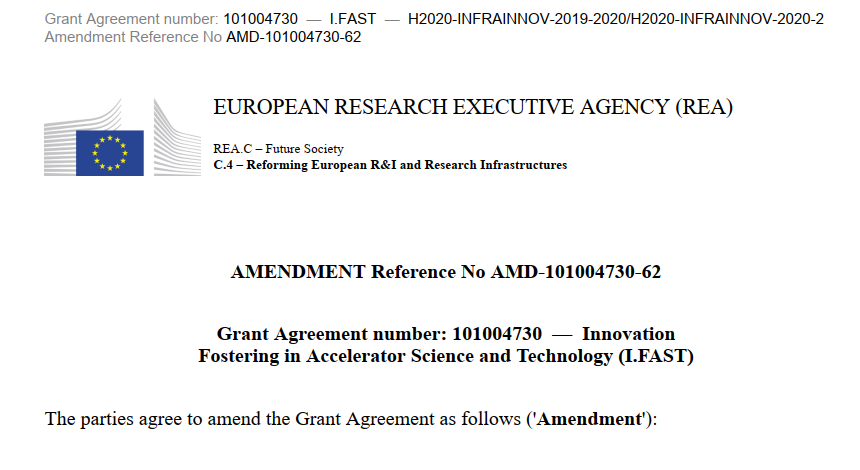 Grant Agreement number: 101004730 — I.FAST — H2020-INFRAINNOV-2019-2020/H2020-INFRAINNOV-2020-2
Amendment Reference No AMD-101004730-62
EUROPEAN RESEARCH EXECUTIVE AGENCY (REA)
REA.C – Future Society
C.4 – Reforming European R&I and Research Infrastructures
AMENDMENT Reference No AMD-101004730-62
Grant Agreement number: 101004730 — Innovation
Fostering in Accelerator Science and Technology (I.FAST)
The parties agree to amend the Grant Agreement as follows ('Amendment'):